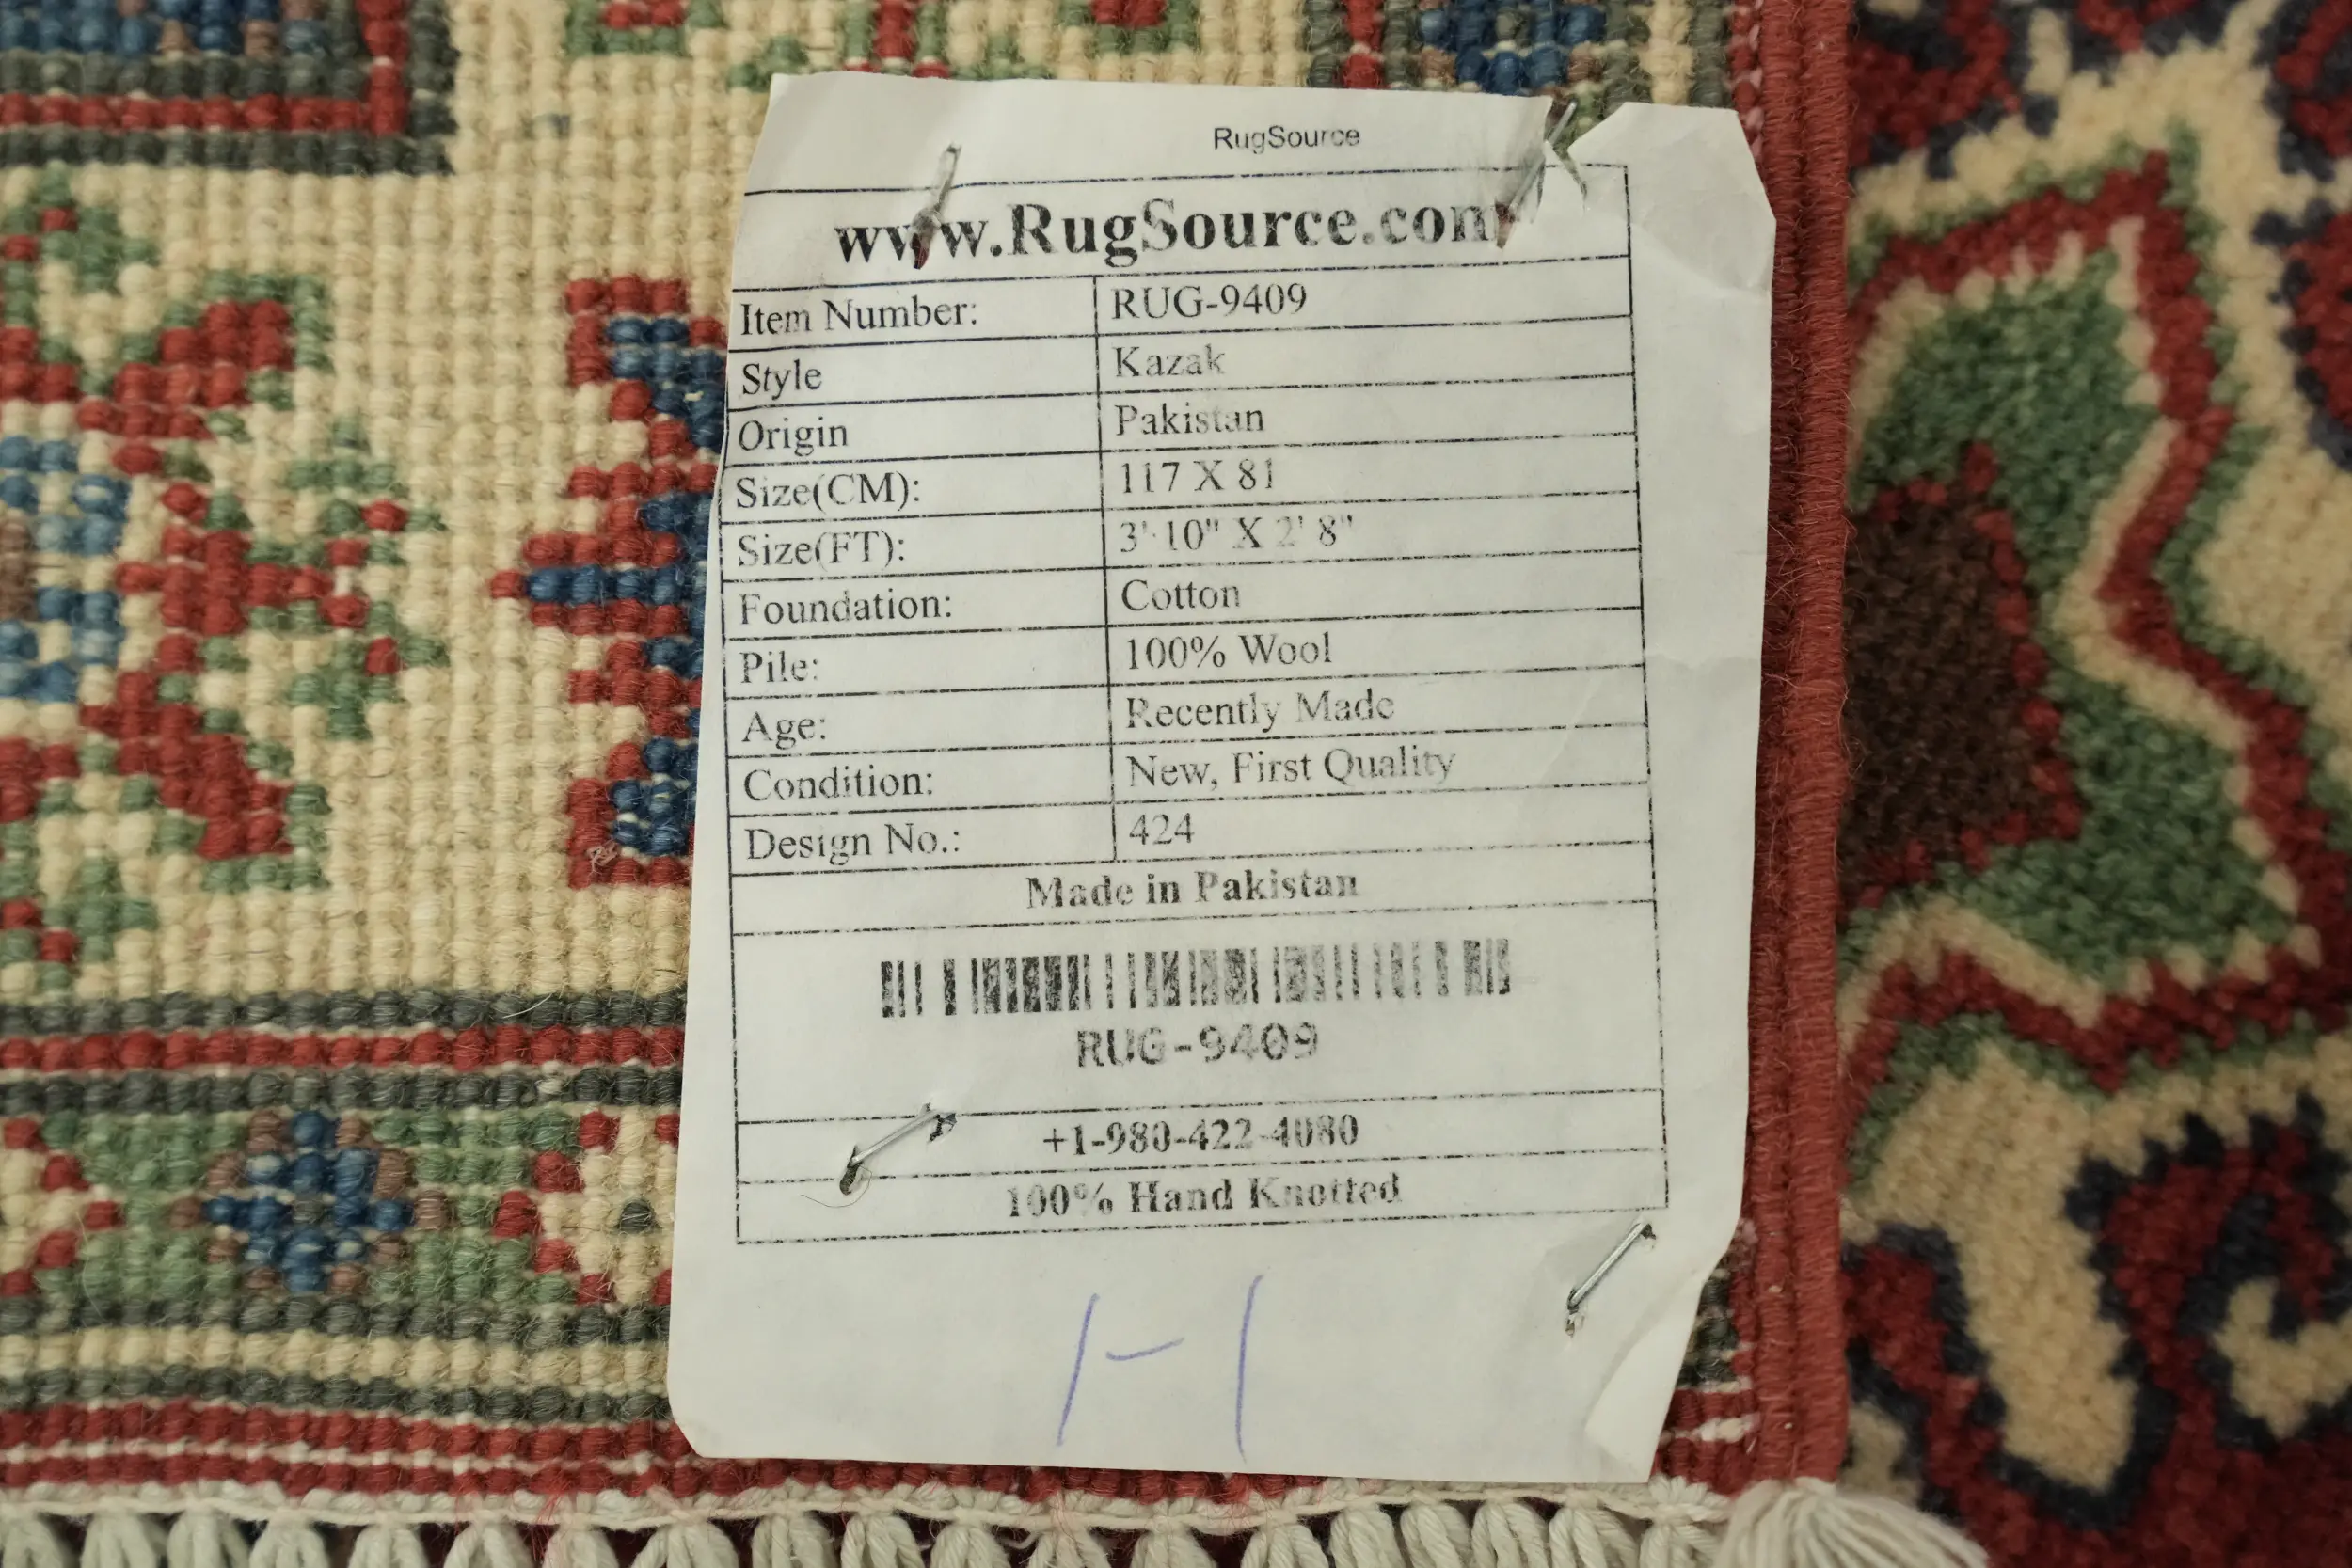 RugSource
www.RugSource.com
Item Number: RUG-9409
Style Kazak
Origin Pakistan
Size(CM): 117 X 81
Size(FT): 3' 10" X 2' 8"
Foundation: Cotton
Pile: 100% Wool
Age: Recently Made
Condition: New, First Quality
Design No.: 424
Made in Pakistan
RUG-9409
+1-980-422-4080
100% Hand Knotted
1-1